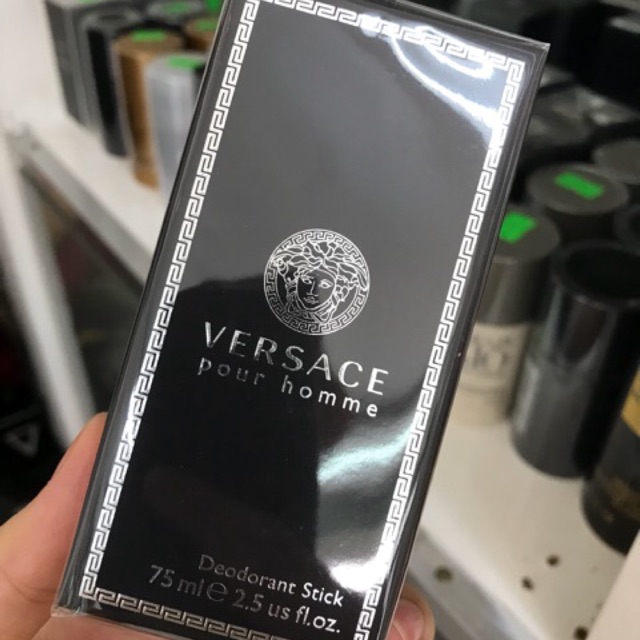 VERSACE
pour homme
Deodorant Stick
75 ml ℮ 2.5 us fl.oz.